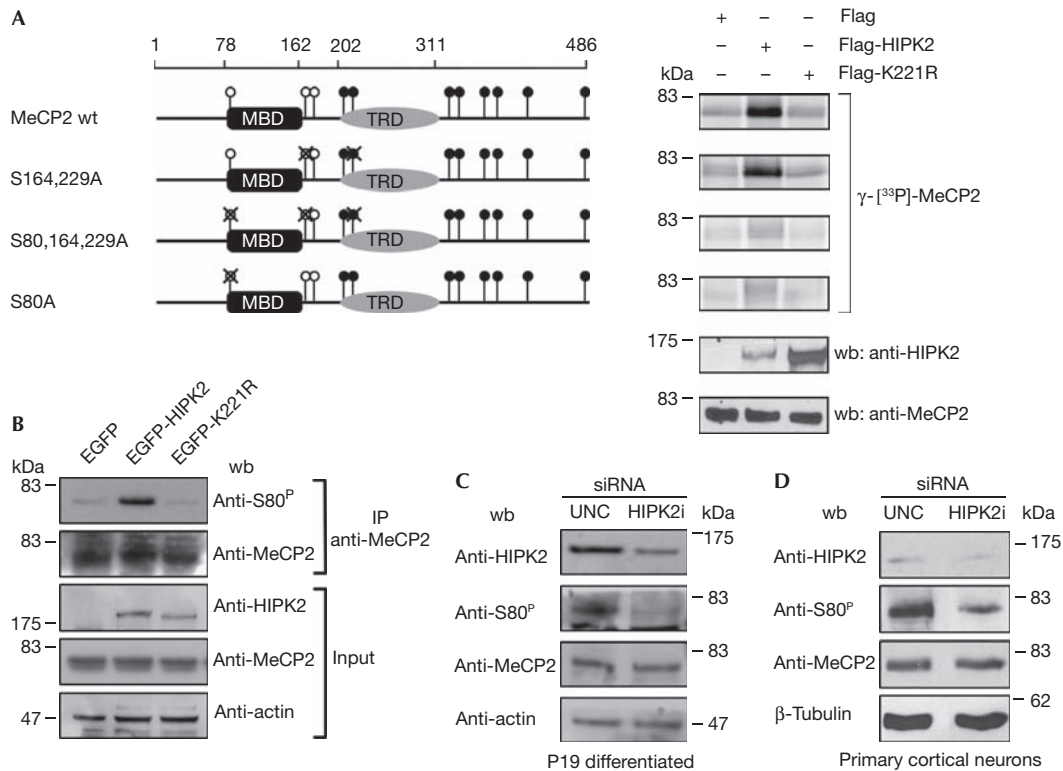 A
1 78 162 202 311 486
MeCP2 wt
MBD TRD
S164,229A
MBD TRD
S80,164,229A
MBD TRD
S80A
MBD TRD
+ – – Flag
– + – Flag-HIPK2
kDa – – + Flag-K221R
83
83
83
83
γ-[³³P]-MeCP2
175
wb: anti-HIPK2
83
wb: anti-MeCP2
B
EGFP
EGFP-HIPK2
EGFP-K221R
kDa wb
83
Anti-S80ᴾ
83
Anti-MeCP2
IP
anti-MeCP2
Anti-HIPK2
175
83
Anti-MeCP2
Input
47
Anti-actin
C
siRNA
wb UNC HIPK2i kDa
175
Anti-HIPK2
83
Anti-S80ᴾ
83
Anti-MeCP2
Anti-actin
47
P19 differentiated
D
siRNA
wb UNC HIPK2i kDa
175
Anti-HIPK2
83
Anti-S80ᴾ
83
Anti-MeCP2
62
β-Tubulin
Primary cortical neurons